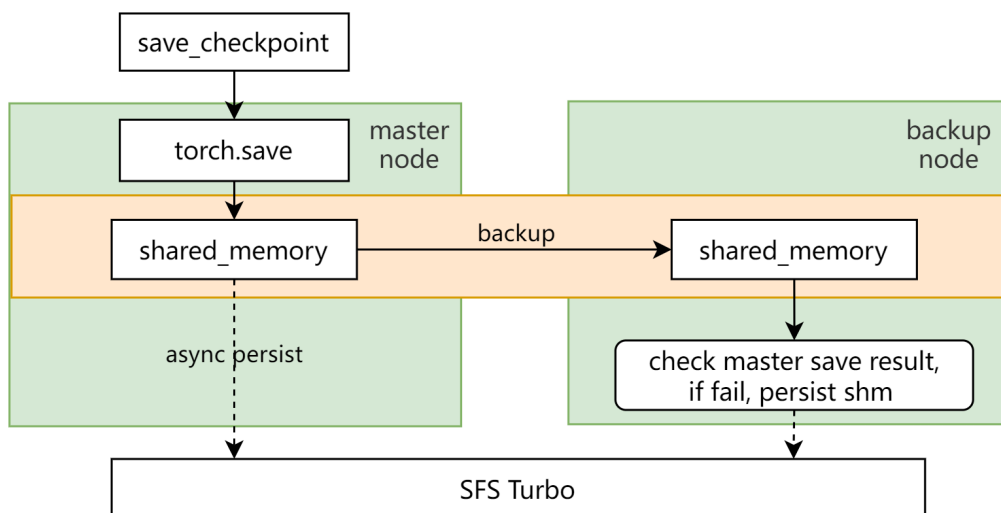 save_checkpoint
torch.save
master
node
backup
node
shared_memory
backup
shared_memory
async persist
check master save result,
if fail, persist shm
SFS Turbo